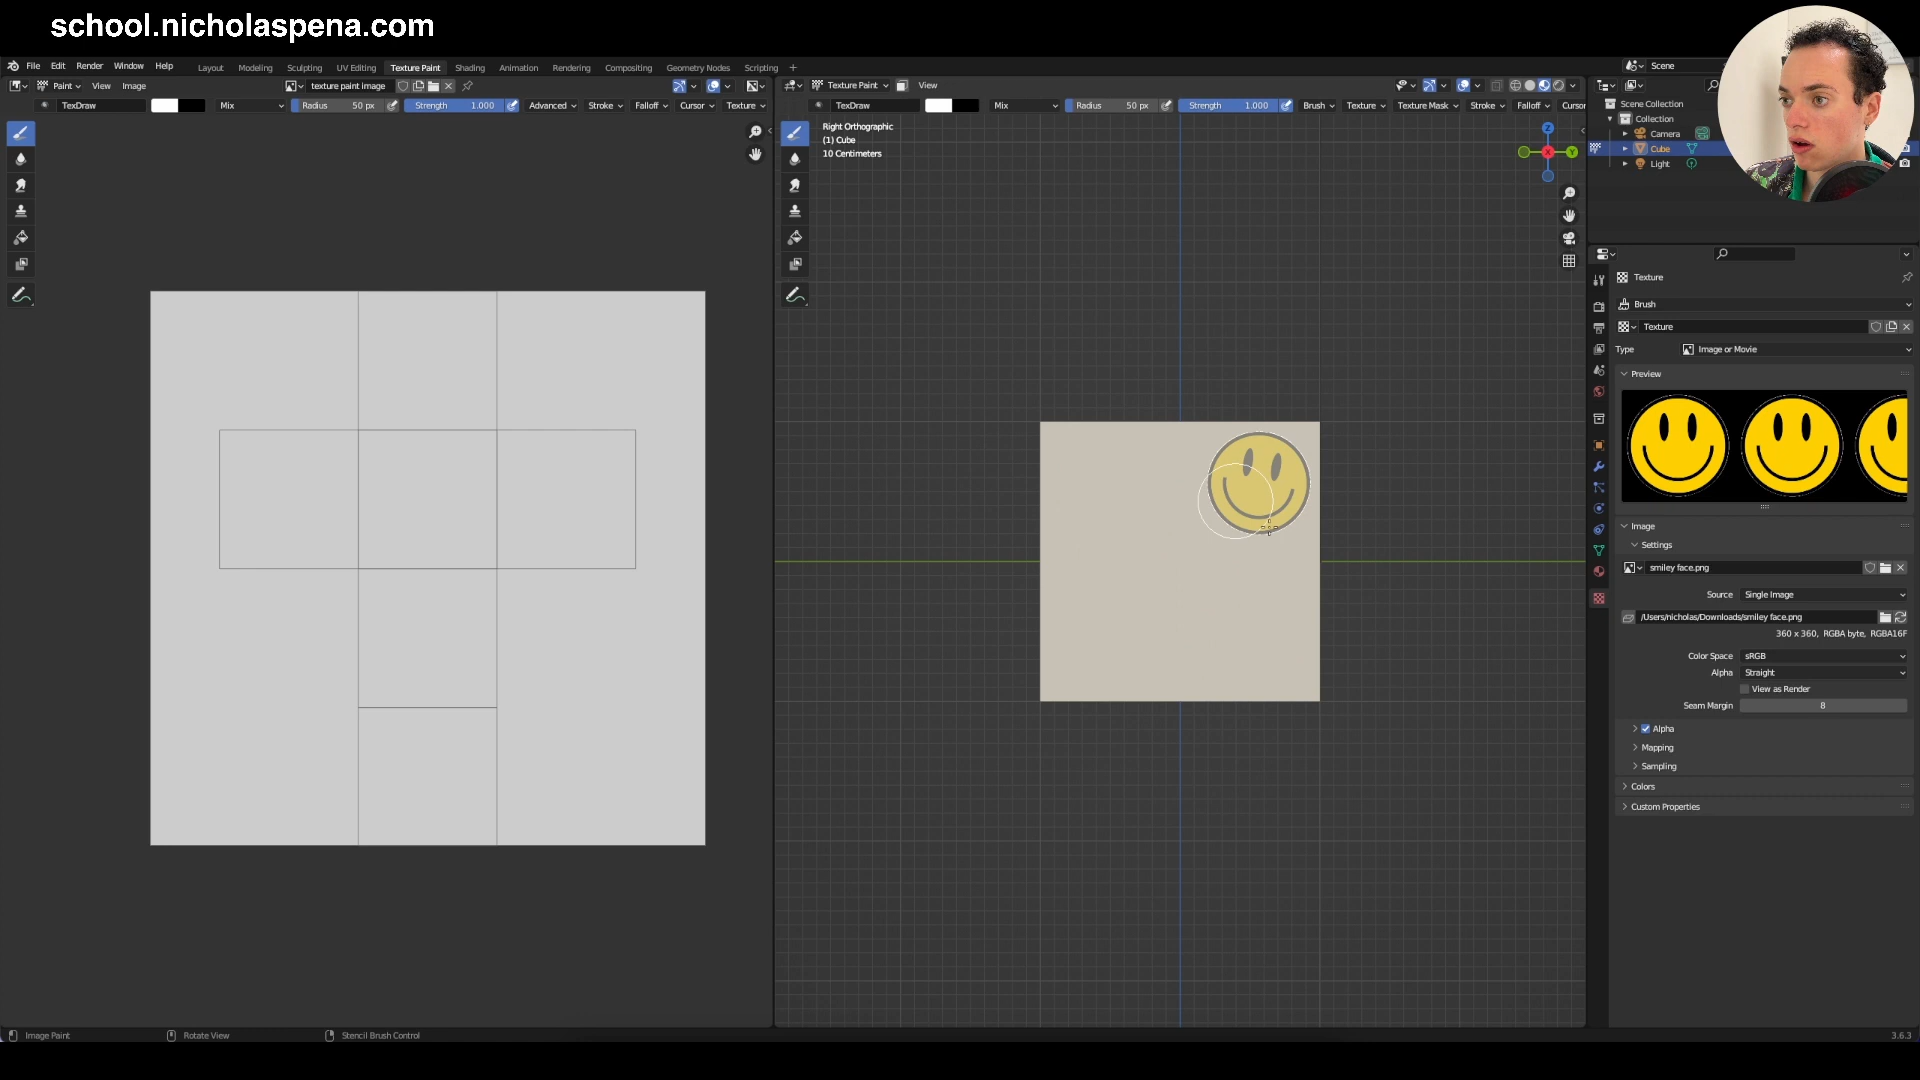 school.nicholaspena.com
File Edit Render Window Help
Layout Modeling Sculpting UV Editing Texture Paint Shading Animation Rendering Compositing Geometry Nodes Scripting +
Scene
Paint View Image
texture paint image
Texture Paint View
TexDraw Mix Radius 50 px Strength 1.000 Advanced Stroke Falloff Cursor Texture
TexDraw Mix Radius 50 px Strength 1.000 Brush Texture Texture Mask Stroke Falloff Cursor
Scene Collection
Collection
Camera
Cube
Light
Right Orthographic
(1) Cube
10 Centimeters
Z
X
Y
Texture
Brush
Texture
Type Image or Movie
Preview
Image
Settings
smiley face.png
Source Single Image
/Users/nicholas/Downloads/smiley face.png
360 x 360, RGBA byte, RGBA16F
Color Space sRGB
Alpha Straight
View as Render
Seam Margin 8
Alpha
Mapping
Sampling
Colors
Custom Properties
Image Paint Rotate View Stencil Brush Control
3.6.3